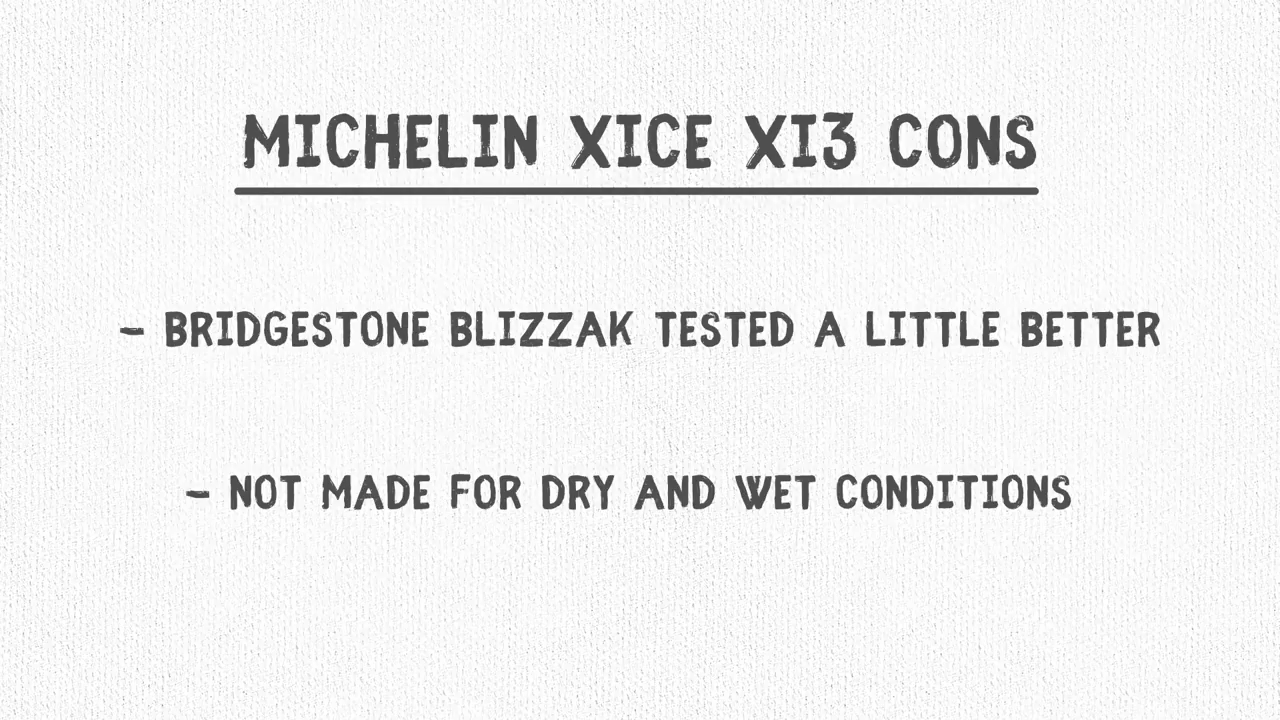 MICHELIN XICE XI3 CONS
- BRIDGESTONE BLIZZAK TESTED A LITTLE BETTER
- NOT MADE FOR DRY AND WET CONDITIONS